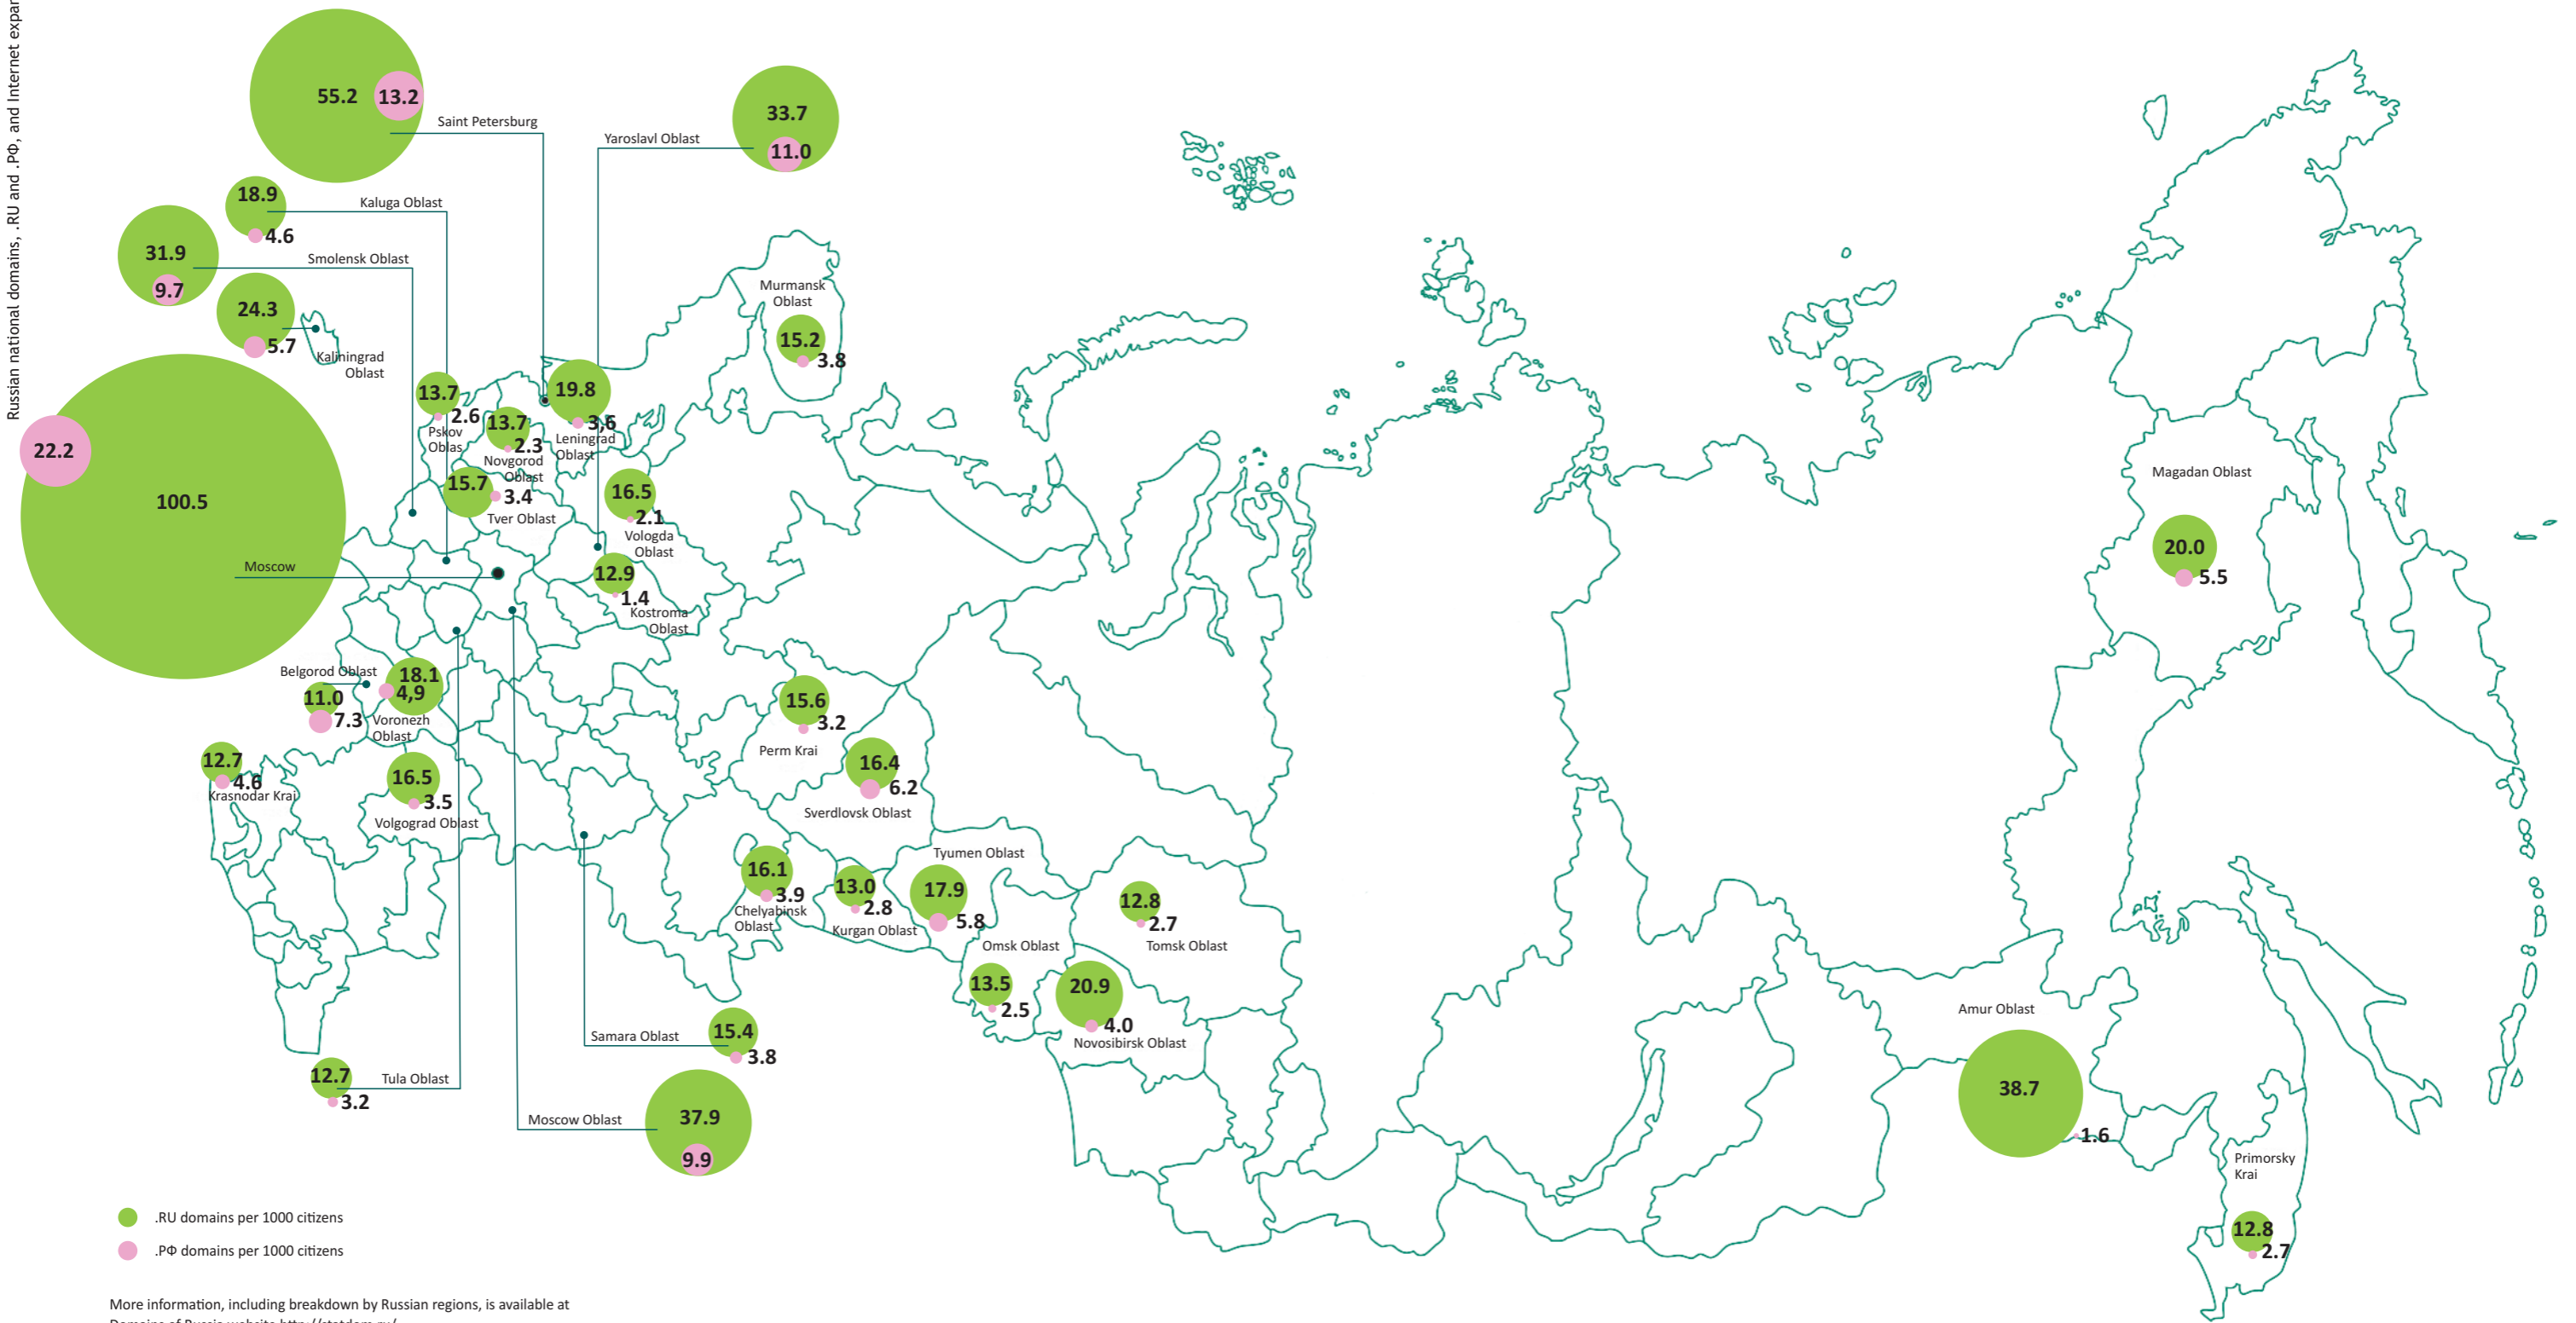 Russian national domains, .RU and .РФ, and Internet expan
55.2
13.2
Saint Petersburg
33.7
11.0
Yaroslavl Oblast
18.9
4.6
Kaluga Oblast
31.9
9.7
Smolensk Oblast
24.3
5.7
Kaliningrad
Oblast
Murmansk
Oblast
15.2
3.8
22.2
100.5
Moscow
13.7
2.6
Pskov
Oblas
13.7
2.3
Novgorod
Oblast
19.8
3,6
Leningrad
Oblast
15.7
3.4
Tver Oblast
16.5
2.1
Vologda
Oblast
12.9
1.4
Kostroma
Oblast
Magadan Oblast
20.0
5.5
Belgorod Oblast
11.0
7.3
18.1
4,9
Voronezh
Oblast
12.7
4.6
Krasnodar Krai
16.5
3.5
Volgograd Oblast
15.6
3.2
Perm Krai
16.4
6.2
Sverdlovsk Oblast
16.1
3.9
Chelyabinsk
Oblast
13.0
2.8
Kurgan Oblast
Tyumen Oblast
17.9
5.8
12.8
2.7
Tomsk Oblast
Omsk Oblast
13.5
2.5
20.9
4.0
Novosibirsk Oblast
Samara Oblast
15.4
3.8
12.7
3.2
Tula Oblast
Moscow Oblast
37.9
9.9
Amur Oblast
38.7
1.6
Primorsky
Krai
12.8
2.7
.RU domains per 1000 citizens
.РФ domains per 1000 citizens
More information, including breakdown by Russian regions, is available at
Domains of Russia website http://statdom.ru/